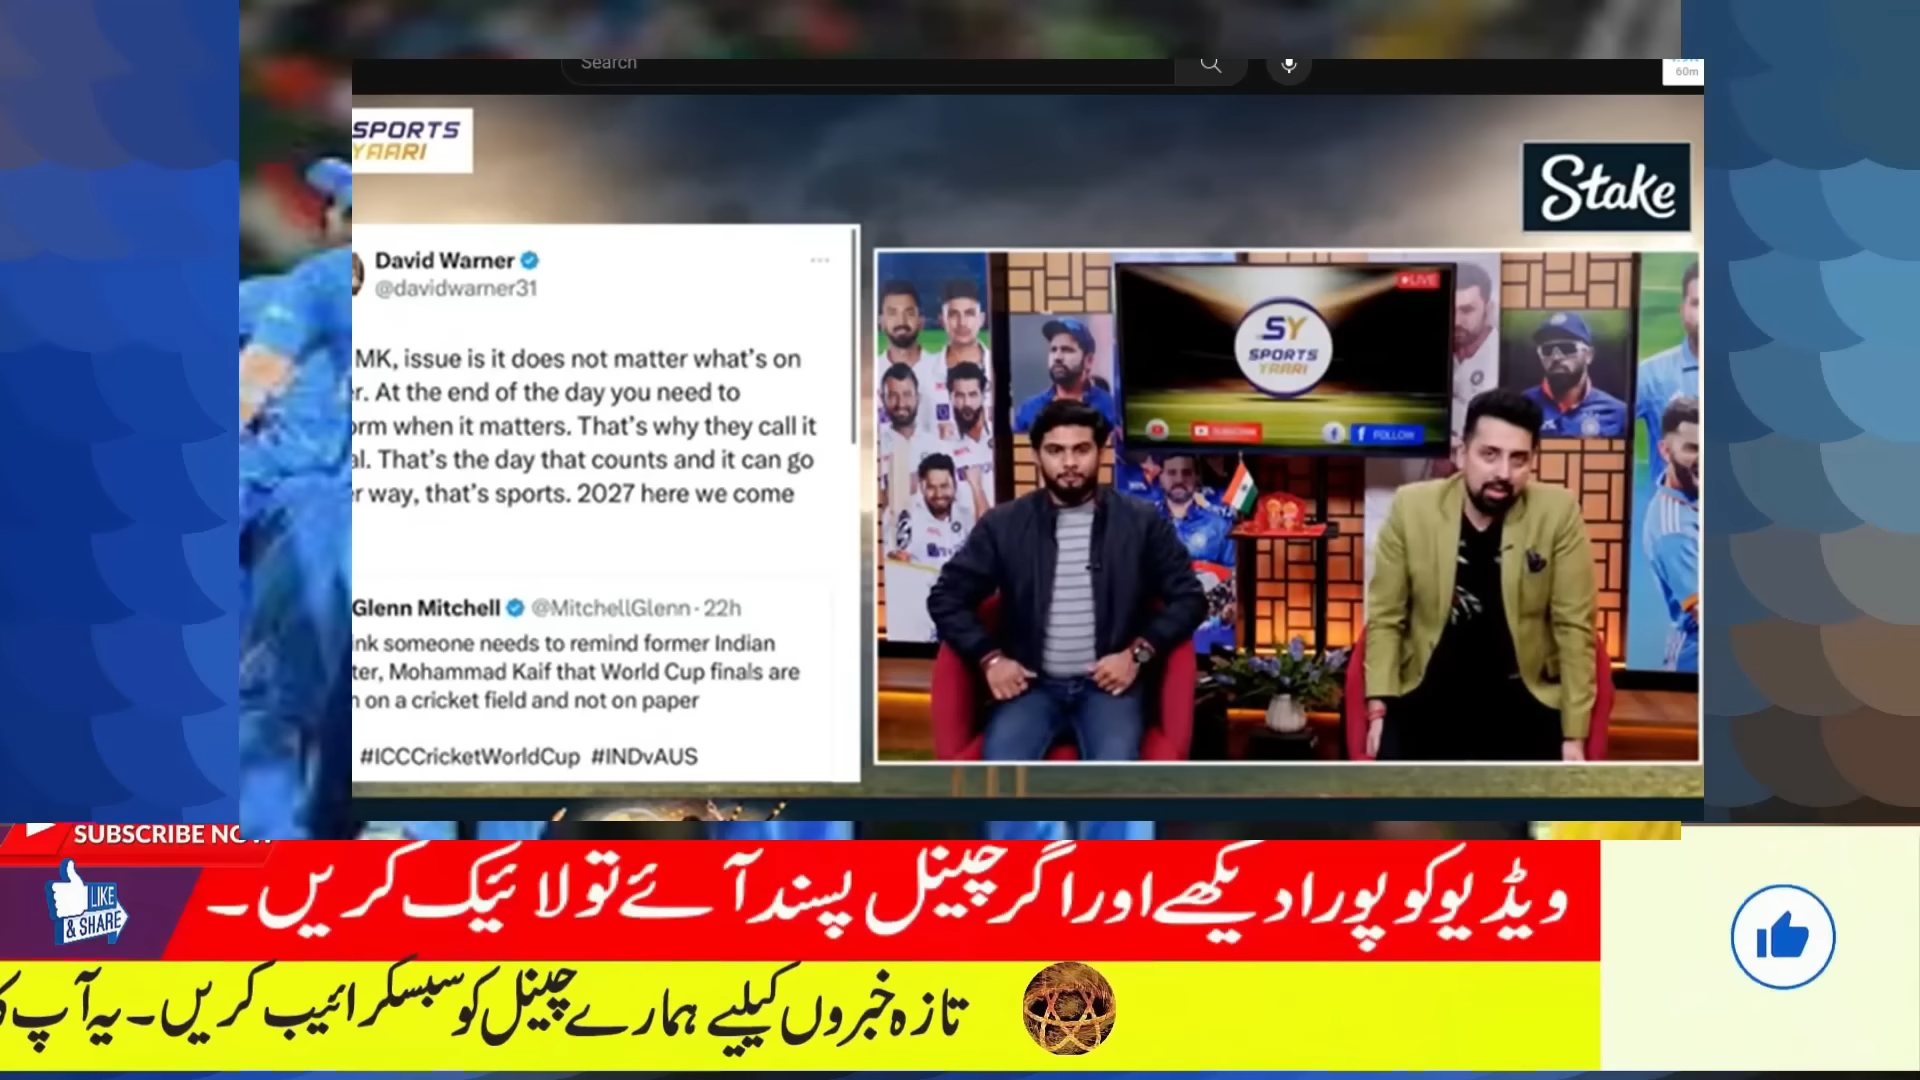 Search
60m
SPORTS
YAARI
Stake
David Warner
@davidwarner31
MK, issue is it does not matter what's on
At the end of the day you need to
when it matters. That's why they call it
That's the day that counts and it can go
way, that's sports. 2027 here we come
Glenn Mitchell @MitchellGlenn · 22h
someone needs to remind former Indian
Mohammad Kaif that World Cup finals are
on a cricket field and not on paper
#ICCCricketWorldCup #INDvAUS
LIVE
SY
SPORTS
YAARI
SUBSCRIBE
FOLLOW
SUBSCRIBE NOW
LIKE
& SHARE
ویڈیو کو پورا دیکھے اور اگر چینل پسند آئے تو لائیک کریں۔
تازہ خبروں کیلیے ہمارے چینل کو سبسکرائیب کریں۔ یہ آپ